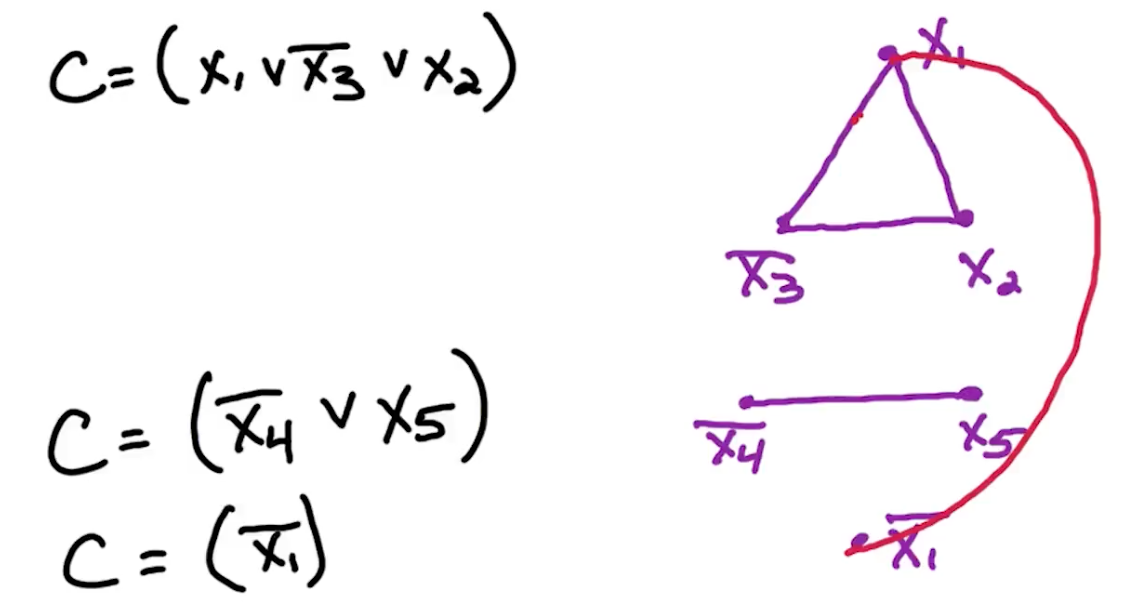 C = (x₁ ∨ x̅₃ ∨ x₂)
C = (x̅₄ ∨ x₅)
C = (x̅₁)
x₁
x̅₃
x₂
x̅₄
x₅
x̅₁